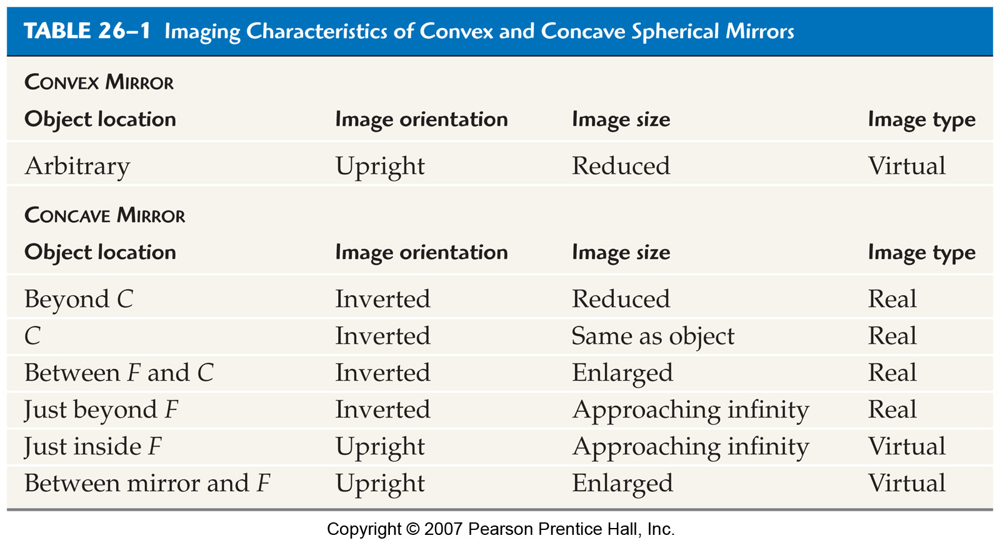 TABLE 26–1 Imaging Characteristics of Convex and Concave Spherical Mirrors
CONVEX MIRROR
Object location Image orientation Image size Image type
Arbitrary Upright Reduced Virtual
CONCAVE MIRROR
Object location Image orientation Image size Image type
Beyond C Inverted Reduced Real
C Inverted Same as object Real
Between F and C Inverted Enlarged Real
Just beyond F Inverted Approaching infinity Real
Just inside F Upright Approaching infinity Virtual
Between mirror and F Upright Enlarged Virtual
Copyright © 2007 Pearson Prentice Hall, Inc.